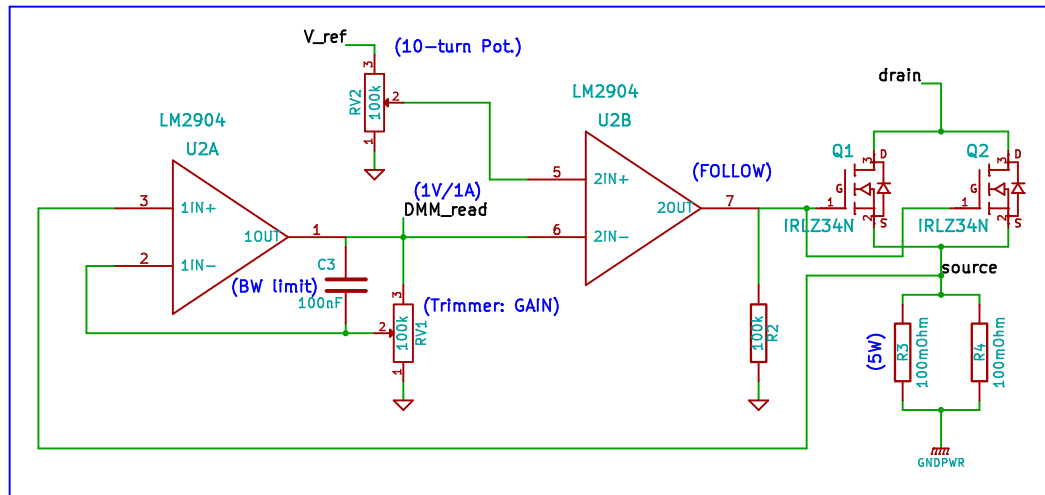 V_ref
(10-turn Pot.)
3
RV2
100k
2
1
LM2904
U2A
3
1IN+
1OUT
1
2
1IN-
(BW limit)
C3
100nF
(1V/1A)
DMM_read
3
(Trimmer: GAIN)
2
100k
RV1
1
LM2904
U2B
5
2IN+
(FOLLOW)
2OUT
7
6
2IN-
100k
R2
drain
Q1
3
D
G
1
2
S
IRLZ34N
Q2
3
D
G
1
2
S
IRLZ34N
source
(5W)
R3
100mOhm
R4
100mOhm
GNDPWR